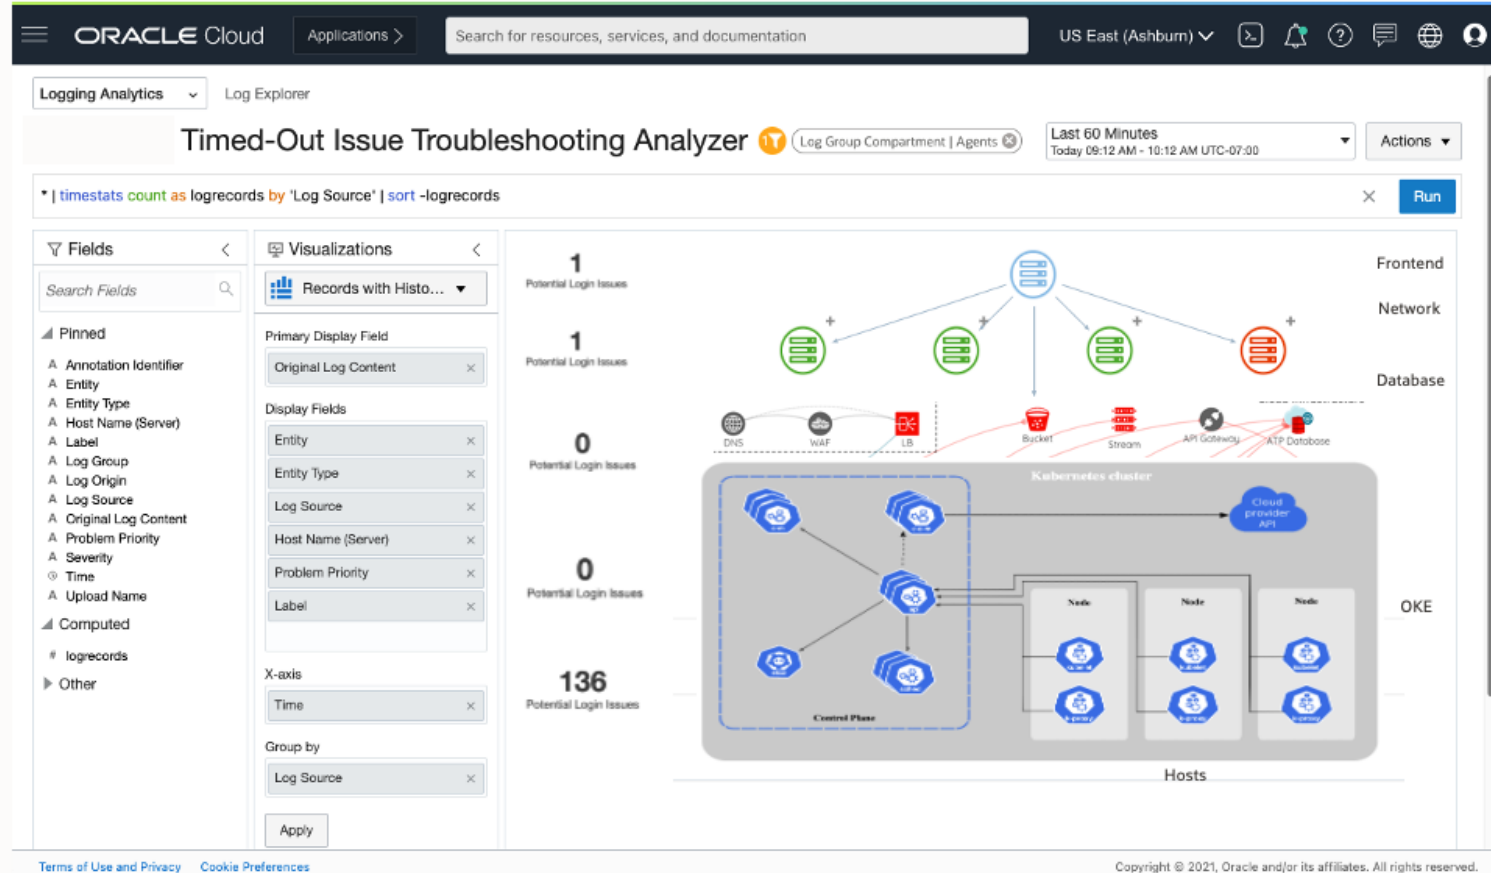 ORACLE Cloud
Applications >
Search for resources, services, and documentation
US East (Ashburn)
Logging Analytics
Log Explorer
Timed-Out Issue Troubleshooting Analyzer
1
Log Group Compartment | Agents
Last 60 Minutes
Today 09:12 AM - 10:12 AM UTC-07:00
Actions
* | timestats count as logrecords by 'Log Source' | sort -logrecords
Run
Fields
Search Fields
Pinned
A Annotation Identifier
A Entity
A Entity Type
A Host Name (Server)
A Label
A Log Group
A Log Origin
A Log Source
A Original Log Content
A Problem Priority
A Severity
Time
A Upload Name
Computed
# logrecords
Other
Visualizations
Records with Histo...
Primary Display Field
Original Log Content
Display Fields
Entity
Entity Type
Log Source
Host Name (Server)
Problem Priority
Label
X-axis
Time
Group by
Log Source
Apply
1
Potential Login Issues
1
Potential Login Issues
0
Potential Login Issues
0
Potential Login Issues
136
Potential Login Issues
Frontend
Network
Database
DNS
WAF
LB
Bucket
Stream
API Gateway
ATP Database
Kubernetes cluster
Cloud
provider
API
Node
Node
Node
Control Plane
OKE
Hosts
Terms of Use and Privacy
Cookie Preferences
Copyright © 2021, Oracle and/or its affiliates. All rights reserved.